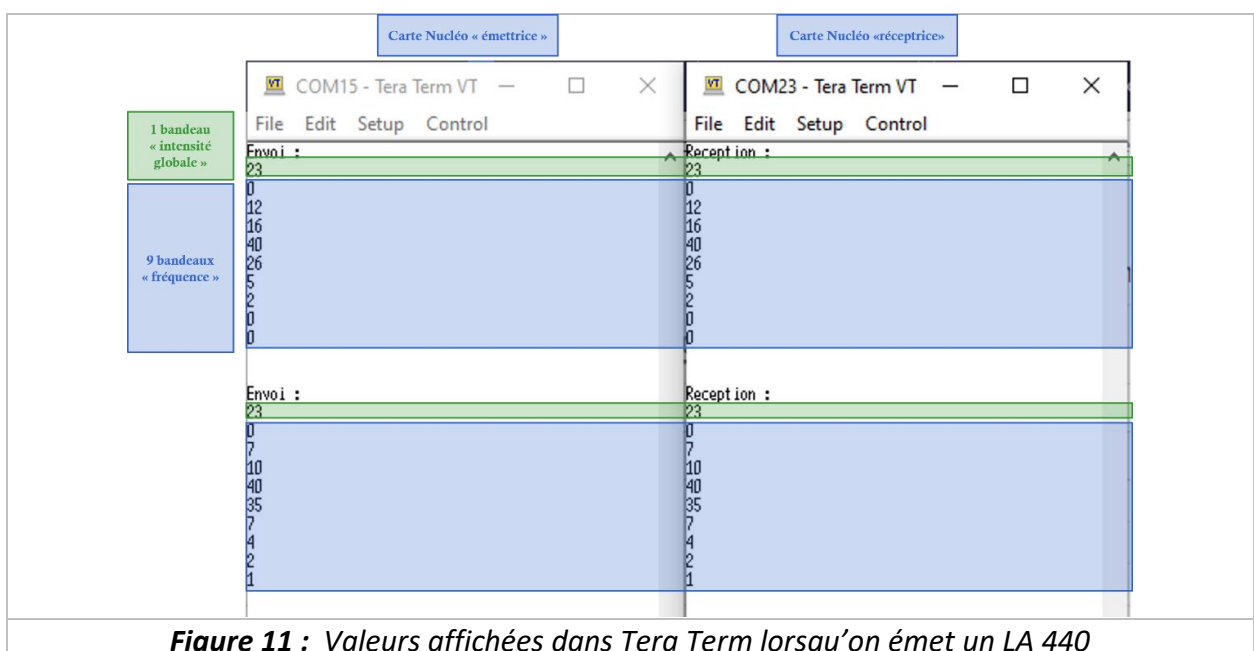 Carte Nucléo « émettrice »
Carte Nucléo «réceptrice»
COM15 - Tera Term VT
File Edit Setup Control
COM23 - Tera Term VT
File Edit Setup Control
1 bandeau
« intensité
globale »
9 bandeaux
« fréquence »
Envoi :
23
0
12
16
40
26
5
2
0
0
Envoi :
23
0
7
10
40
35
7
4
2
1
Reception :
23
0
12
16
40
26
5
2
0
0
Reception :
23
0
7
10
40
35
7
4
2
1
Figure 11 : Valeurs affichées dans Tera Term lorsqu'on émet un LA 440